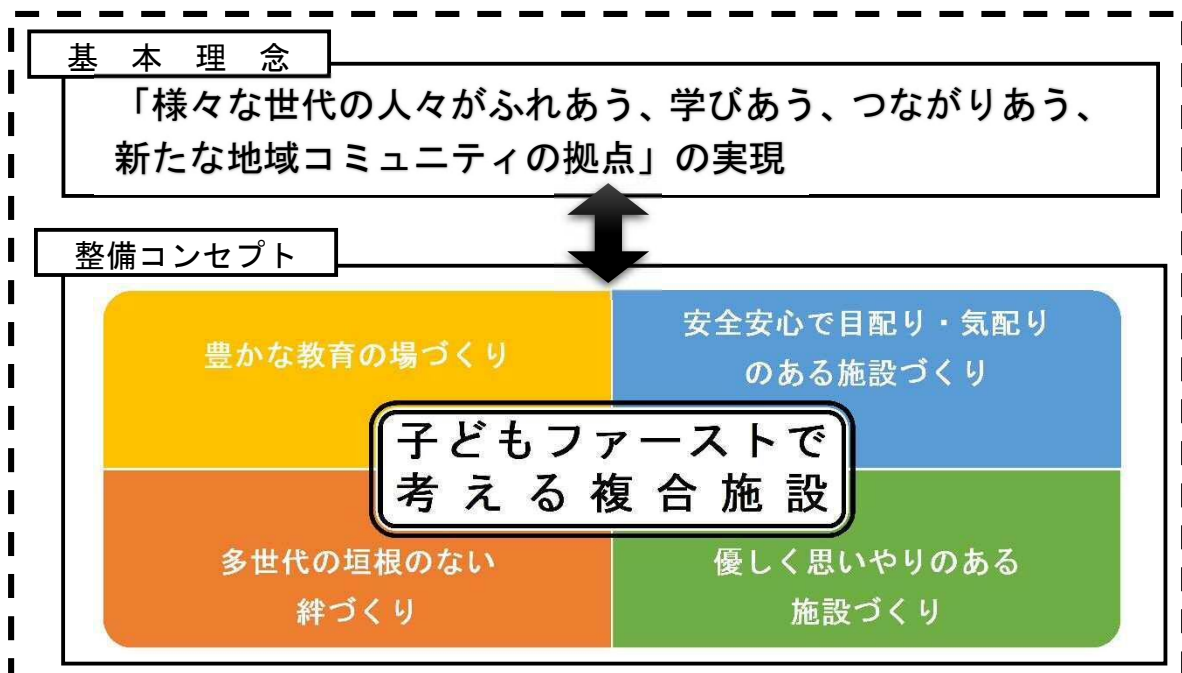 基本理念
「様々な世代の人々がふれあう、学びあう、つながりあう、
新たな地域コミュニティの拠点」の実現
整備コンセプト
豊かな教育の場づくり
安全安心で目配り・気配り
のある施設づくり
子どもファーストで
考える複合施設
多世代の垣根のない
絆づくり
優しく思いやりのある
施設づくり